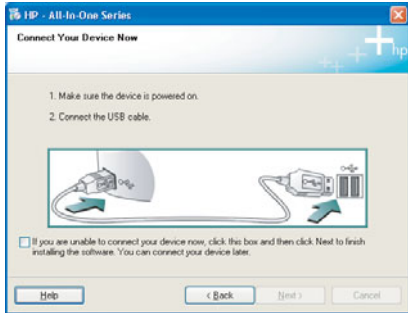 HP - All-In-One Series
Connect Your Device Now
hp
1. Make sure the device is powered on.
2. Connect the USB cable.
If you are unable to connect your device now, click this box and then click Next to finish
installing the software. You can connect your device later.
Help
< Back
Next >
Cancel